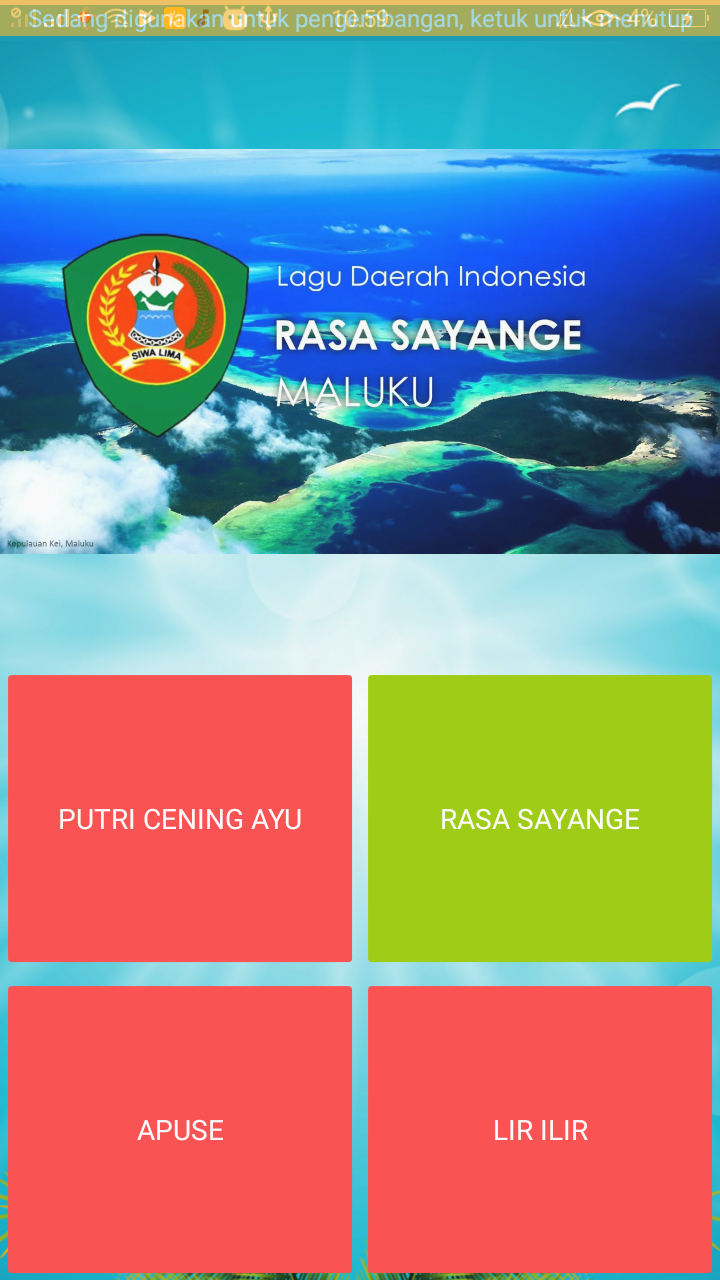 Sedang digunakan untuk pengembangan, ketuk untuk menutup
10.59
4%
Lagu Daerah Indonesia
RASA SAYANGE
MALUKU
SIWA LIMA
Kepulauan Kei, Maluku
PUTRI CENING AYU
RASA SAYANGE
APUSE
LIR ILIR